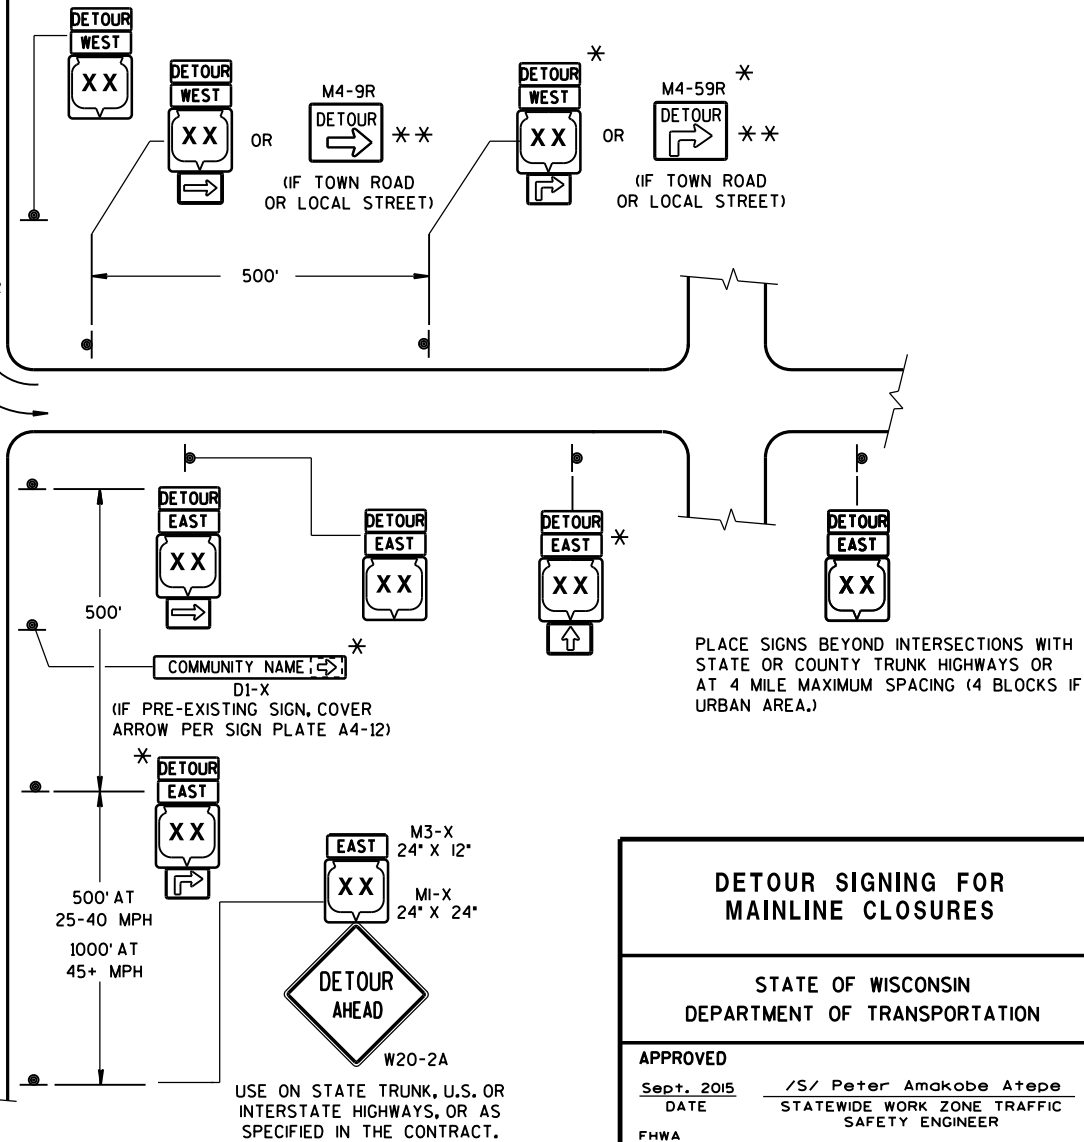 DETOUR
WEST
XX
DETOUR
WEST
XX
OR
M4-9R
DETOUR
**
(IF TOWN ROAD
OR LOCAL STREET)
DETOUR
*
WEST
XX
OR
M4-59R
*
DETOUR
**
(IF TOWN ROAD
OR LOCAL STREET)
500'
DETOUR
EAST
XX
500'
DETOUR
EAST
XX
DETOUR
EAST
*
XX
DETOUR
EAST
XX
PLACE SIGNS BEYOND INTERSECTIONS WITH
STATE OR COUNTY TRUNK HIGHWAYS OR
AT 4 MILE MAXIMUM SPACING (4 BLOCKS IF
URBAN AREA.)
COMMUNITY NAME
*
D1-X
(IF PRE-EXISTING SIGN, COVER
ARROW PER SIGN PLATE A4-12)
*
DETOUR
EAST
XX
500' AT
25-40 MPH
1000' AT
45+ MPH
EAST
M3-X
24" X 12"
XX
M1-X
24" X 24"
DETOUR
AHEAD
W20-2A
USE ON STATE TRUNK, U.S. OR
INTERSTATE HIGHWAYS, OR AS
SPECIFIED IN THE CONTRACT.
DETOUR SIGNING FOR
MAINLINE CLOSURES
STATE OF WISCONSIN
DEPARTMENT OF TRANSPORTATION
APPROVED
Sept. 2015 /S/ Peter Amakobe Atepe
DATE STATEWIDE WORK ZONE TRAFFIC
SAFETY ENGINEER
FHWA